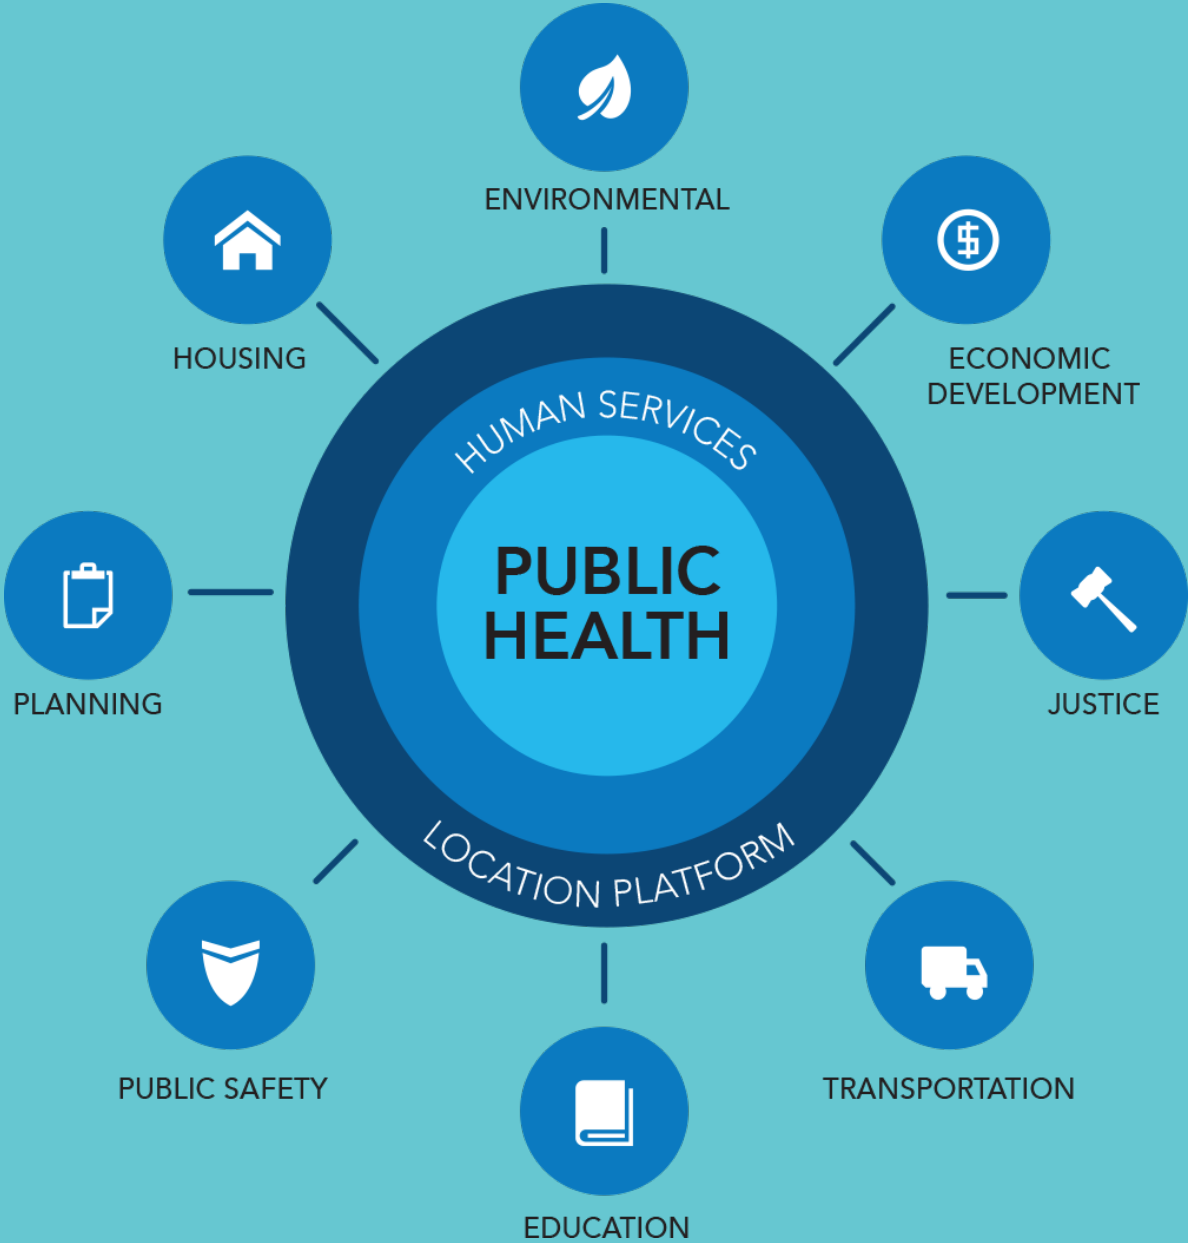 ENVIRONMENTAL
HOUSING
ECONOMIC
DEVELOPMENT
HUMAN SERVICES
PUBLIC
HEALTH
PLANNING
JUSTICE
LOCATION PLATFORM
PUBLIC SAFETY
TRANSPORTATION
EDUCATION